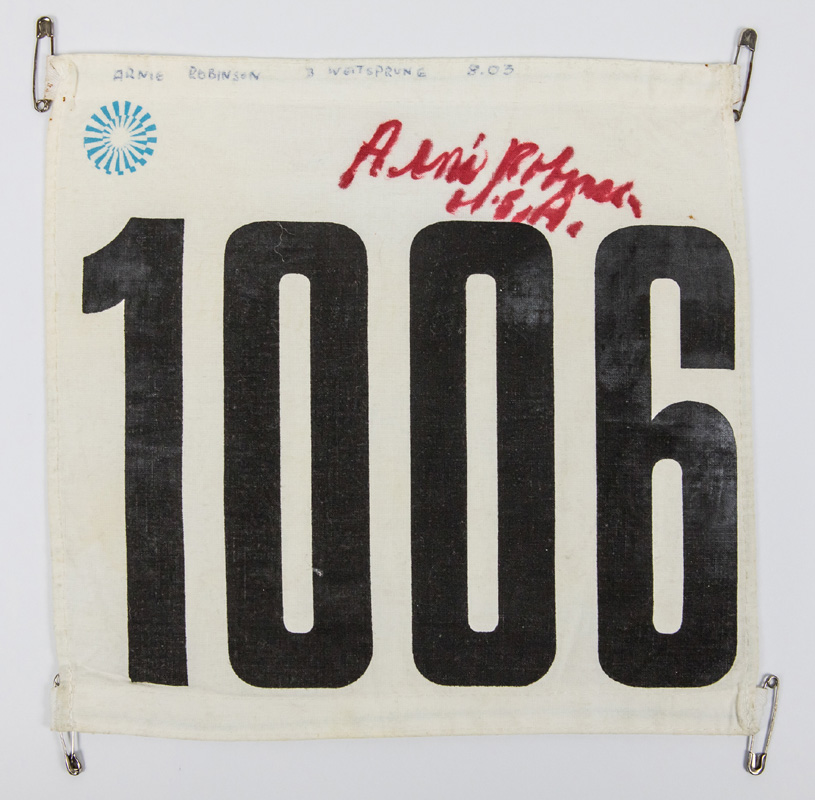 ARNIE ROBINSON 3 WEITSPRUNG 8.03
Arnie Robinson
U.S.A.
1006